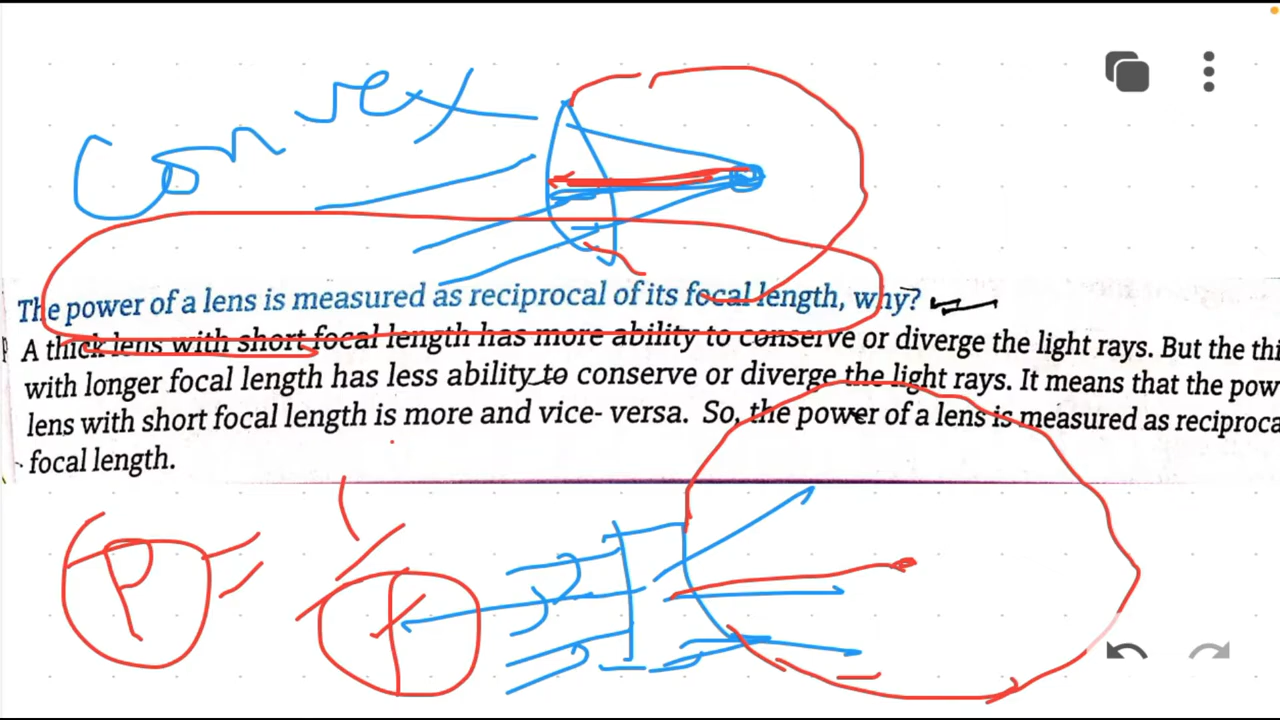 Convex
The power of a lens is measured as reciprocal of its focal length, why?
A thick lens with short focal length has more ability to conserve or diverge the light rays. But the thi
with longer focal length has less ability to conserve or diverge the light rays. It means that the pow
lens with short focal length is more and vice- versa. So, the power of a lens is measured as reciproca
focal length.
P = 1/f